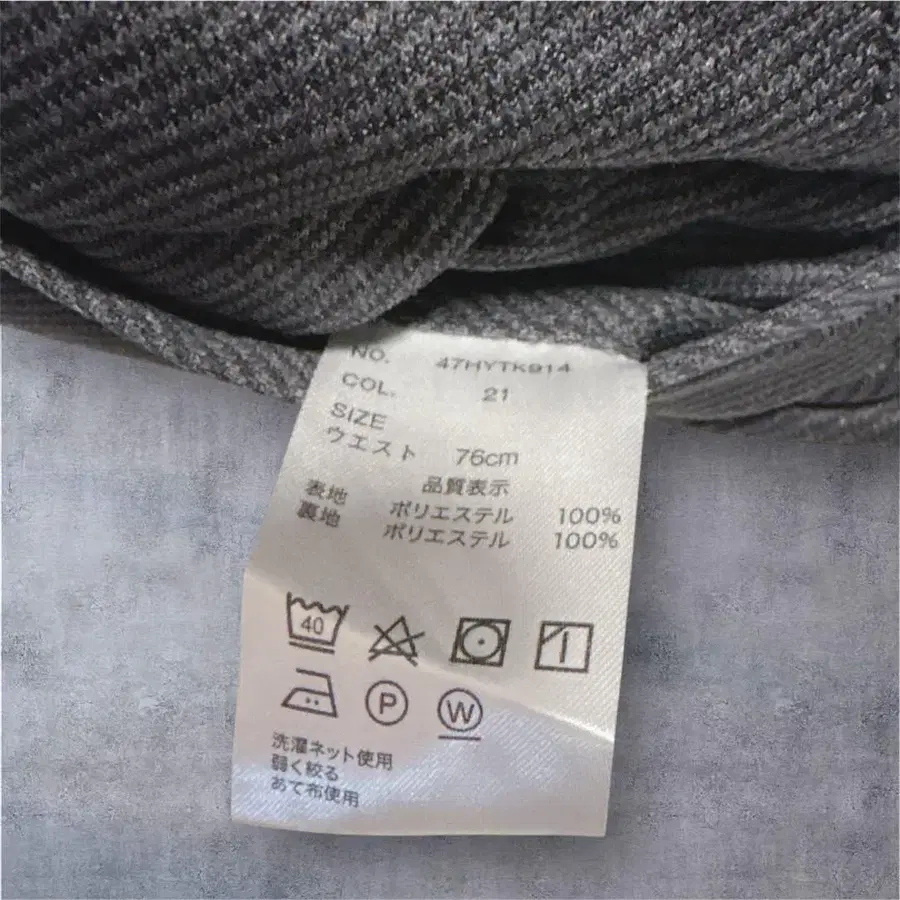 NO. 47HYTK914
COL. 21
SIZE
ウエスト 76cm
品質表示
表地 ポリエステル 100%
裏地 ポリエステル 100%
40
P
W
洗濯ネット使用
弱く絞る
あて布使用